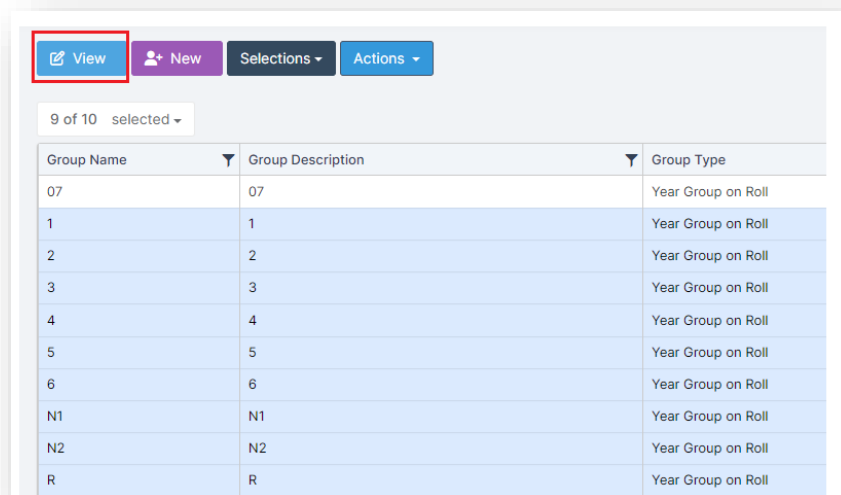 View New Selections Actions
9 of 10 selected
Group Name Group Description Group Type
07 07 Year Group on Roll
1 1 Year Group on Roll
2 2 Year Group on Roll
3 3 Year Group on Roll
4 4 Year Group on Roll
5 5 Year Group on Roll
6 6 Year Group on Roll
N1 N1 Year Group on Roll
N2 N2 Year Group on Roll
R R Year Group on Roll